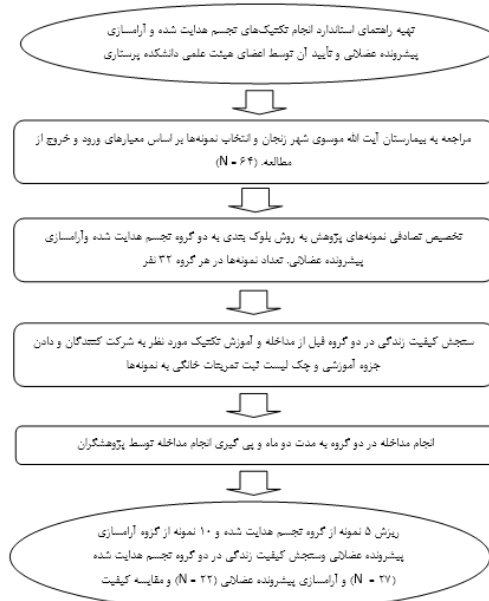 تهیه راهنمای استاندارد انجام تکنیک‌های تجسم هدایت شده و آرامسازی
پیشرونده عضلانی و تأیید آن توسط اعضای هیئت علمی دانشکده پرستاری
مراجعه به بیمارستان آیت الله موسوی شهر زنجان و انتخاب نمونه‌ها بر اساس معیارهای ورود و خروج از
مطالعه. (N = ۶۴)
تخصیص تصادفی نمونه‌های پژوهش به روش بلوک بندی به دو گروه تجسم هدایت شده وآرامسازی
پیشرونده عضلانی. تعداد نمونه‌ها در هر گروه ۳۲ نفر
سنجش کیفیت زندگی در دو گروه قبل از مداخله و آموزش تکنیک مورد نظر به شرکت کنندگان و دادن
جزوه آموزشی و چک لیست ثبت تمرینات خانگی به نمونه‌ها
انجام مداخله در دو گروه به مدت دو ماه و پی گیری انجام مداخله توسط پژوهشگران
ریزش ۵ نمونه از گروه تجسم هدایت شده و ۱۰ نمونه از گزوه آرامسازی
پیشرونده عضلانی وسنجش کیفیت زندگی در دو گروه تجسم هدایت شده
(N = ۲۷) و آرامسازی پیشرونده عضلانی (N = ۲۲) و مقایسه کیفیت